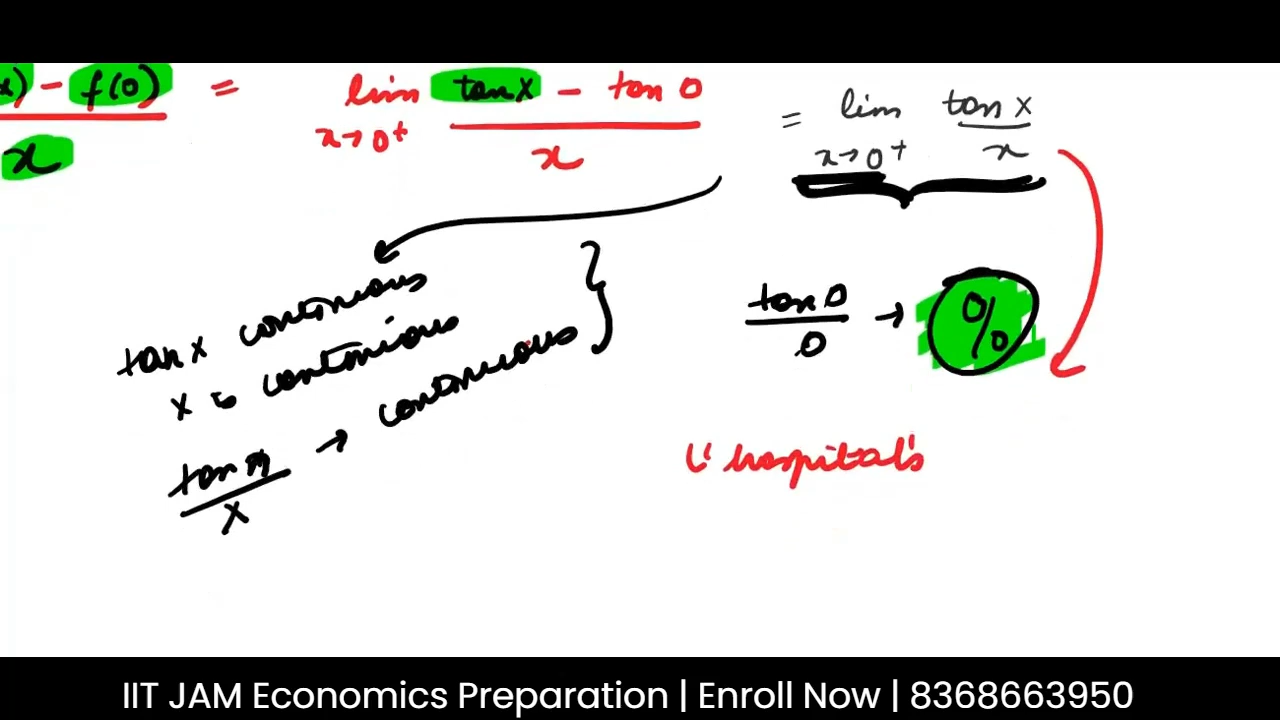 x) - f(0) = lim tan x - tan 0 = lim tan x
x x→0+ x x→0+ x
tan x continuous
x is continious
tan x → continuous
x
tan 0 → 0/0
0
L' hospital's
IIT JAM Economics Preparation | Enroll Now | 8368663950